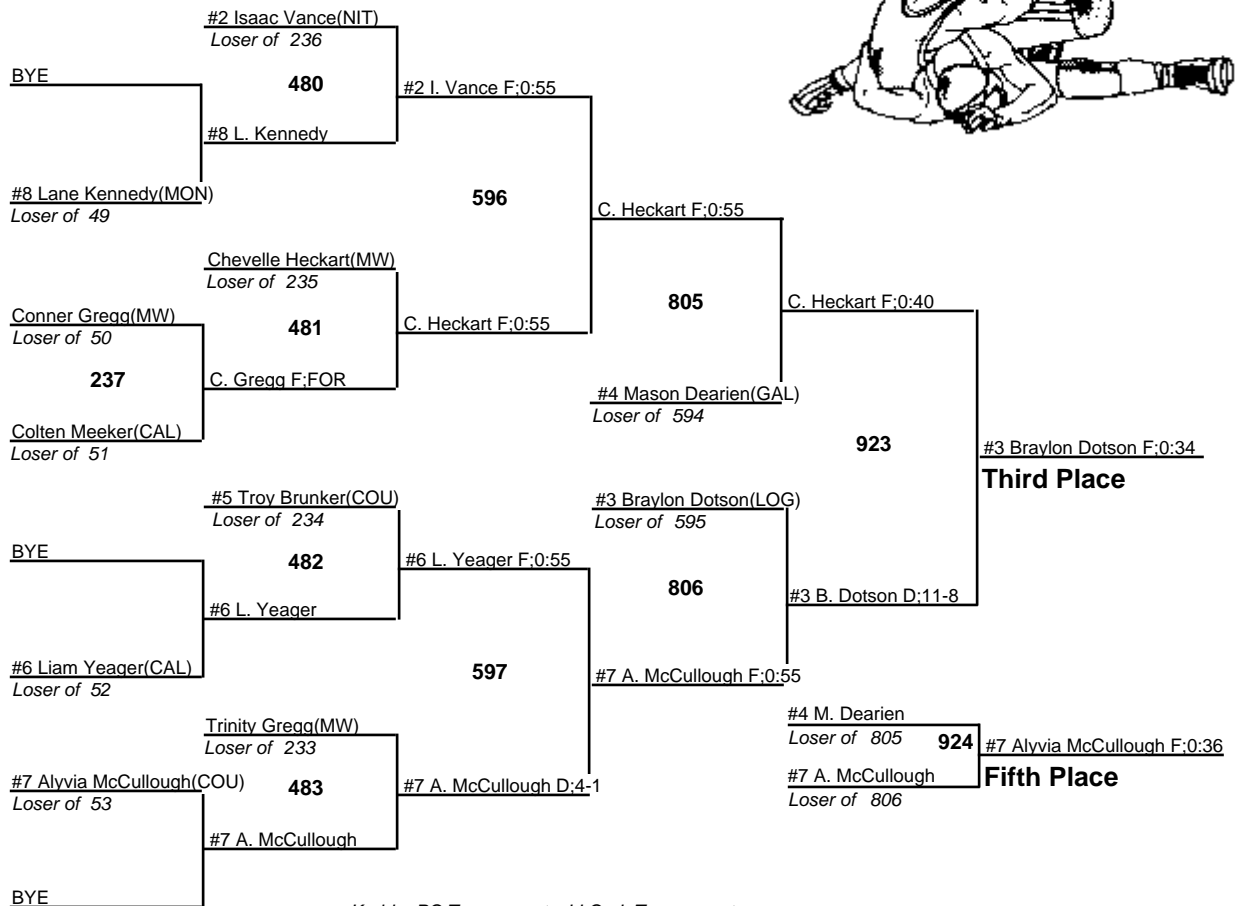 #2 Isaac Vance(NIT)
Loser of 236
BYE
480
#2 I. Vance F;0:55
#8 L. Kennedy
#8 Lane Kennedy(MON)
Loser of 49
596
C. Heckart F;0:55
Chevelle Heckart(MW)
Loser of 235
Conner Gregg(MW)
Loser of 50
481
C. Heckart F;0:55
805
C. Heckart F;0:40
237
C. Gregg F;FOR
#4 Mason Dearien(GAL)
Loser of 594
Colten Meeker(CAL)
Loser of 51
923
#3 Braylon Dotson F;0:34
Third Place
#5 Troy Brunker(COU)
Loser of 234
#3 Braylon Dotson(LOG)
Loser of 595
BYE
482
#6 L. Yeager F;0:55
806
#6 L. Yeager
#3 B. Dotson D;11-8
#6 Liam Yeager(CAL)
Loser of 52
597
#7 A. McCullough F;0:55
Trinity Gregg(MW)
Loser of 233
#4 M. Dearien
Loser of 805
924
#7 Alyvia McCullough F;0:36
Fifth Place
#7 Alyvia McCullough(COU)
Loser of 53
483
#7 A. McCullough D;4-1
#7 A. McCullough
Loser of 806
#7 A. McCullough
BYE